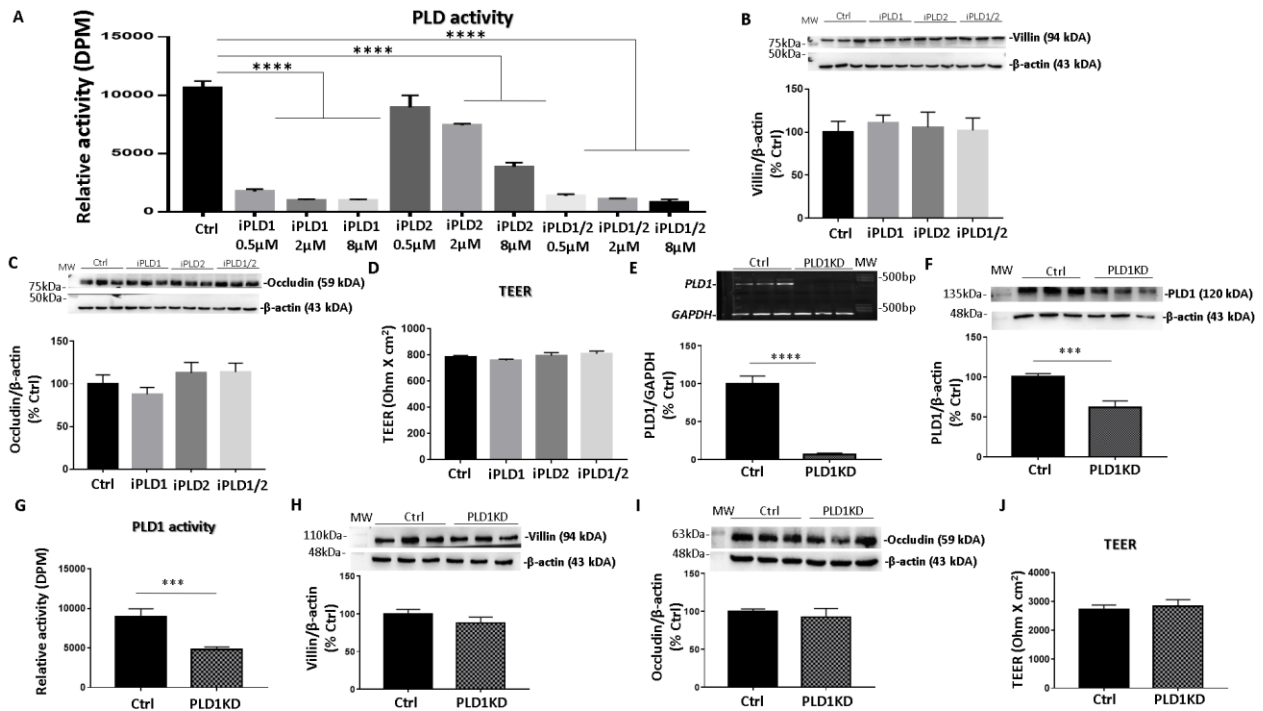 A
PLD activity
Relative activity (DPM)
15000
10000
5000
0
****
****
****
Ctrl
iPLD1 0.5µM
iPLD1 2µM
iPLD1 8µM
iPLD2 0.5µM
iPLD2 2µM
iPLD2 8µM
iPLD1/2 0.5µM
iPLD1/2 2µM
iPLD1/2 8µM
B
MW Ctrl iPLD1 iPLD2 iPLD1/2
75kDa-
50kDa-
-Villin (94 kDA)
-β-actin (43 kDA)
Villin/β-actin
(% Ctrl)
150
100
50
0
Ctrl iPLD1 iPLD2 iPLD1/2
C
MW Ctrl iPLD1 iPLD2 iPLD1/2
75kDa-
50kDa-
-Occludin (59 kDA)
-β-actin (43 kDA)
Occludin/β-actin
(% Ctrl)
150
100
50
0
Ctrl iPLD1 iPLD2 iPLD1/2
D
TEER
TEER (Ohm X cm²)
1000
800
600
400
200
0
Ctrl iPLD1 iPLD2 iPLD1/2
E
Ctrl PLD1KD MW
PLD1-
GAPDH-
-500bp
-500bp
PLD1/GAPDH
(% Ctrl)
150
100
50
0
****
Ctrl PLD1KD
F
MW Ctrl PLD1KD
135kDa-
48kDa-
-PLD1 (120 kDA)
-β-actin (43 kDA)
PLD1/β-actin
(% Ctrl)
150
100
50
0
***
Ctrl PLD1KD
G
PLD1 activity
Relative activity (DPM)
15000
10000
5000
0
***
Ctrl PLD1KD
H
MW Ctrl PLD1KD
110kDa-
48kDa-
-Villin (94 kDA)
-β-actin (43 kDA)
Villin/β-actin
(% Ctrl)
150
100
50
0
Ctrl PLD1KD
I
MW Ctrl PLD1KD
63kDa-
48kDa-
-Occludin (59 kDA)
-β-actin (43 kDA)
Occludin/β-actin
(% Ctrl)
150
100
50
0
Ctrl PLD1KD
J
TEER
TEER (Ohm X cm²)
4000
3000
2000
1000
0
Ctrl PLD1KD